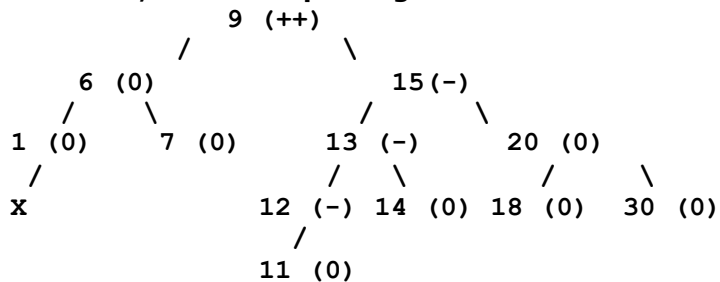 9 (++)
/ \
6 (0) 15(-)
/ \ / \
1 (0) 7 (0) 13 (-) 20 (0)
/ / \ / \
X 12 (-) 14 (0) 18 (0) 30 (0)
/
11 (0)